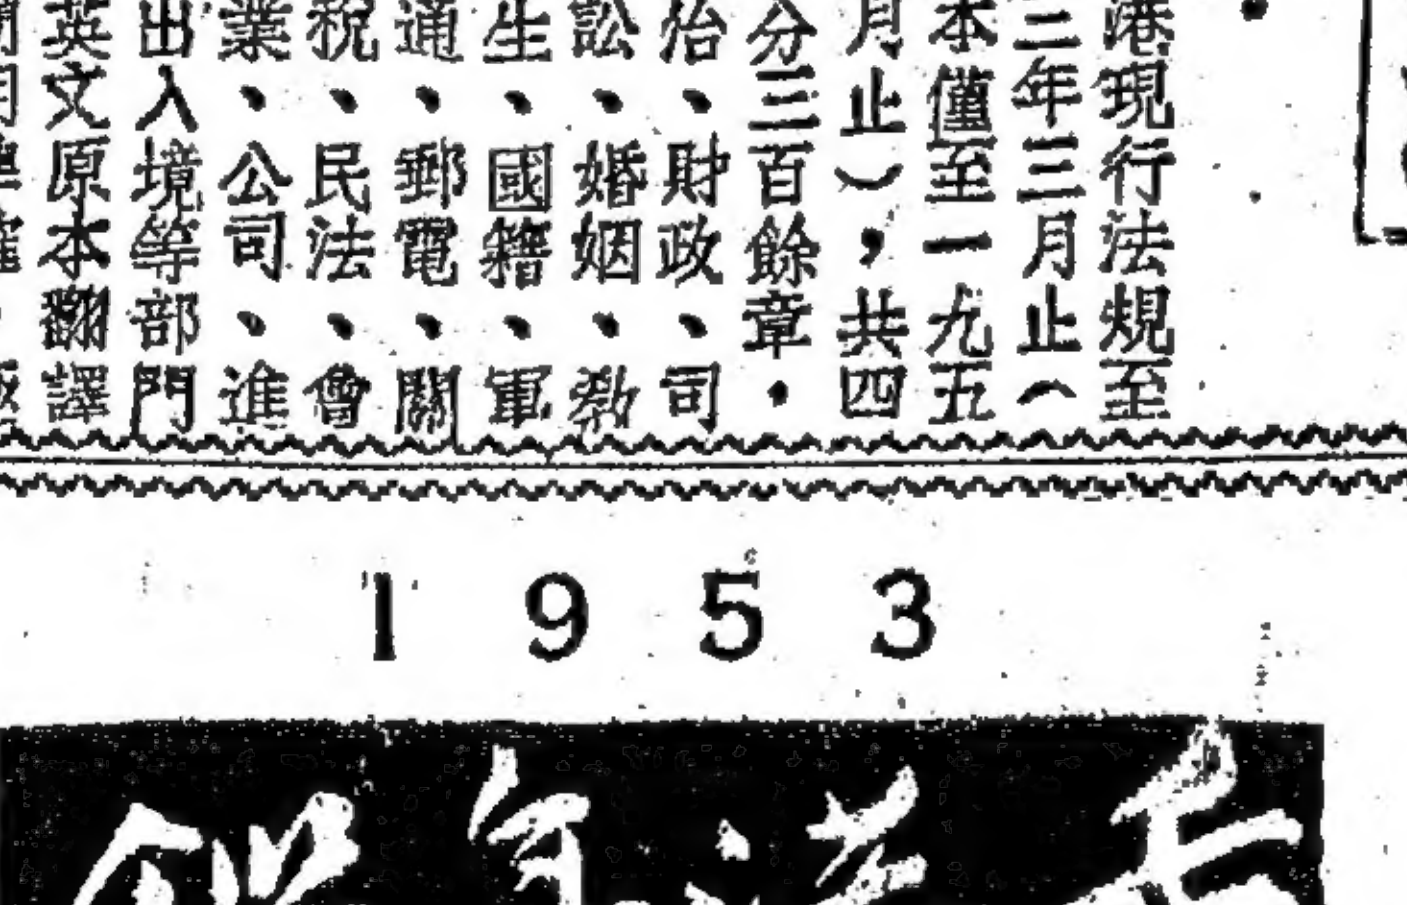 港現行法規至
三年三月止（
本僅至一九五
月止），共四
分三百餘章．
治、財政、司
訟、婚姻、教
生、國籍、軍
通、郵電、關
稅、民法、會
業、公司、進
出入境等部門
英文原本翻譯
1953